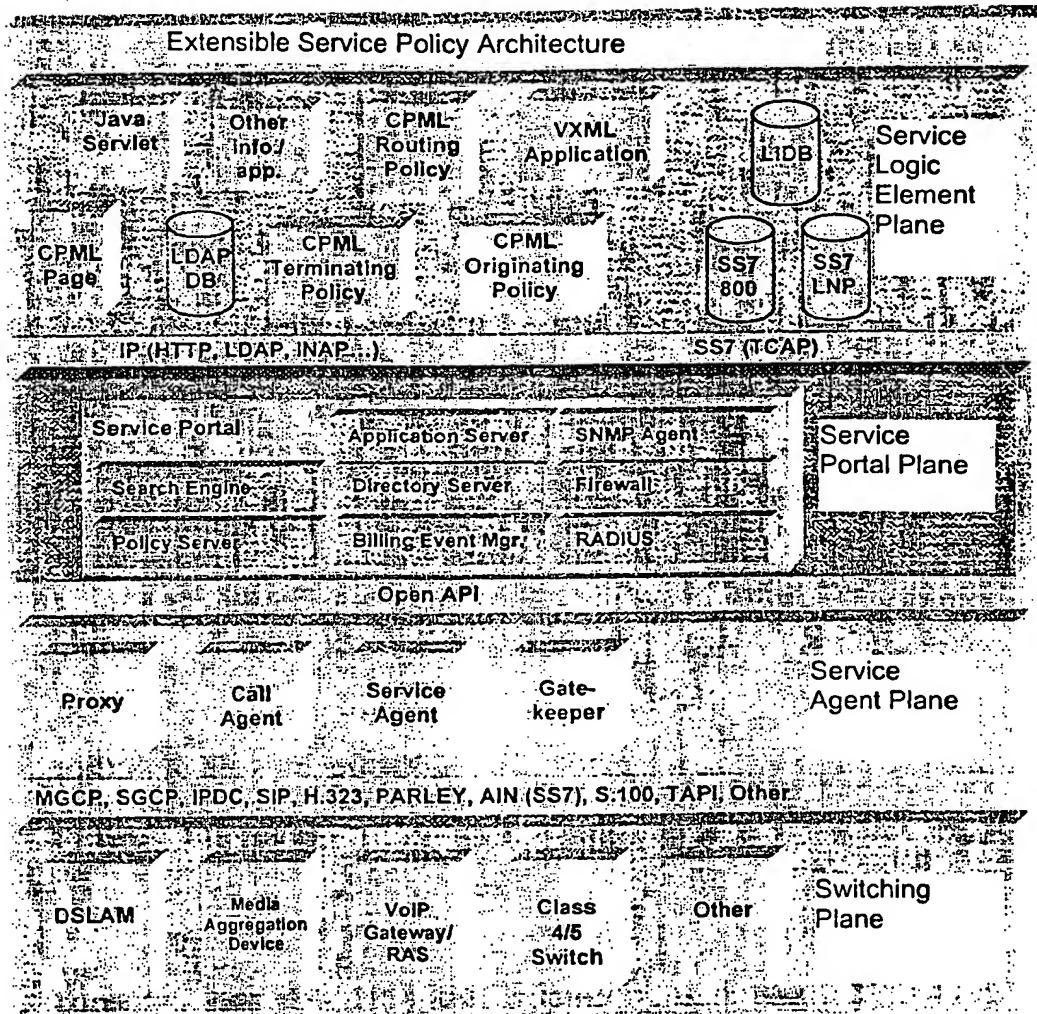 Extensible Service Policy Architecture
Java
Servlet
Other
info./
app.
CPML
Routing
Policy
VXML
Application
LIDB
Service
Logic
Element
Plane
CPML
Page
LDAP
DB
CPML
Terminating
Policy
CPML
Originating
Policy
SS7
800
SS7
LNP
IP (HTTP, LDAP, INAP...)
SS7 (TCAP)
Service Portal
Application Server
SNMP Agent
Service
Portal Plane
Search Engine
Directory Server
Firewall
Policy Server
Billing Event Mgr.
RADIUS
Open API
Proxy
Call
Agent
Service
Agent
Gate-
keeper
Service
Agent Plane
MGCP, SGCP, IPDC, SIP, H.323, PARLEY, AIN (SS7), S.100, TAPI, Other
DSLAM
Media
Aggregation
Device
VoIP
Gateway/
RAS
Class
4/5
Switch
Other
Switching
Plane